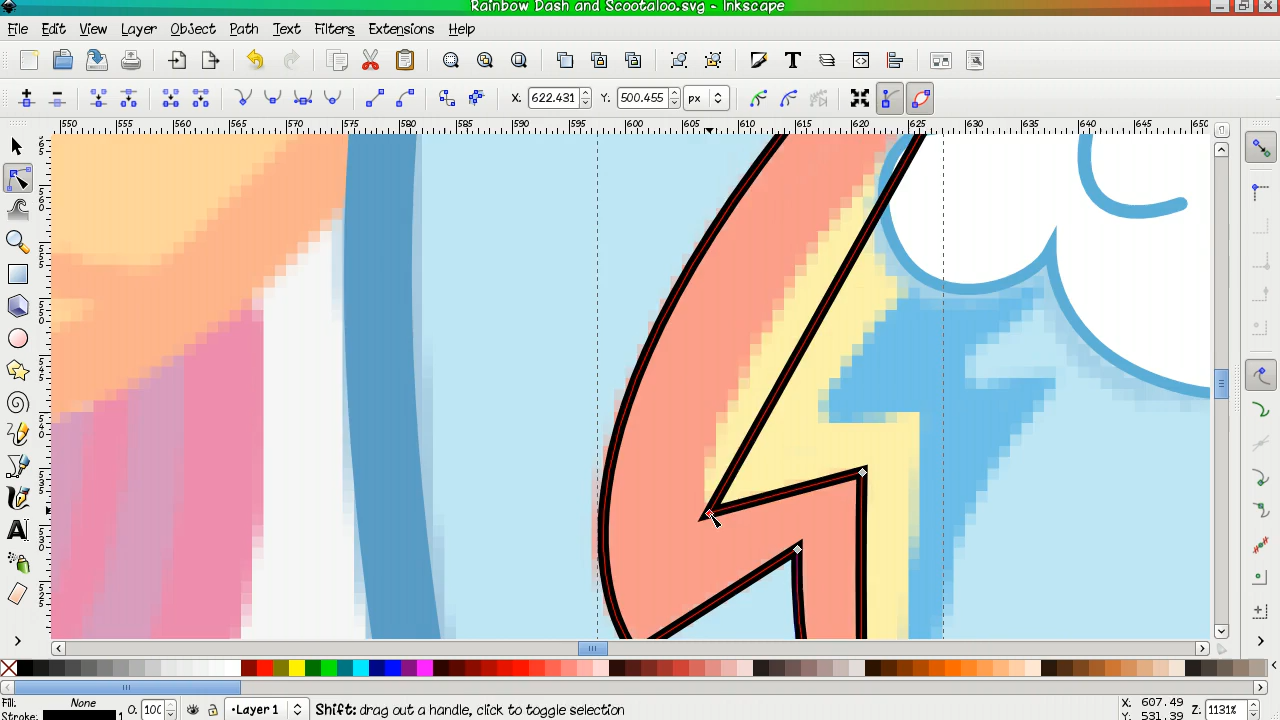 Rainbow Dash and Scootaloo.svg - Inkscape
File Edit View Layer Object Path Text Filters Extensions Help
X: 622.431 Y: 500.455 px
550 555 560 565 570 575 580 585 590 595 600 605 610 615 620 625 630 635 640 645 650
Fill: None
Stroke: 1
O: 100
•Layer 1
Shift: drag out a handle, click to toggle selection
X: 607.49
Y: 531.39
Z: 1131%